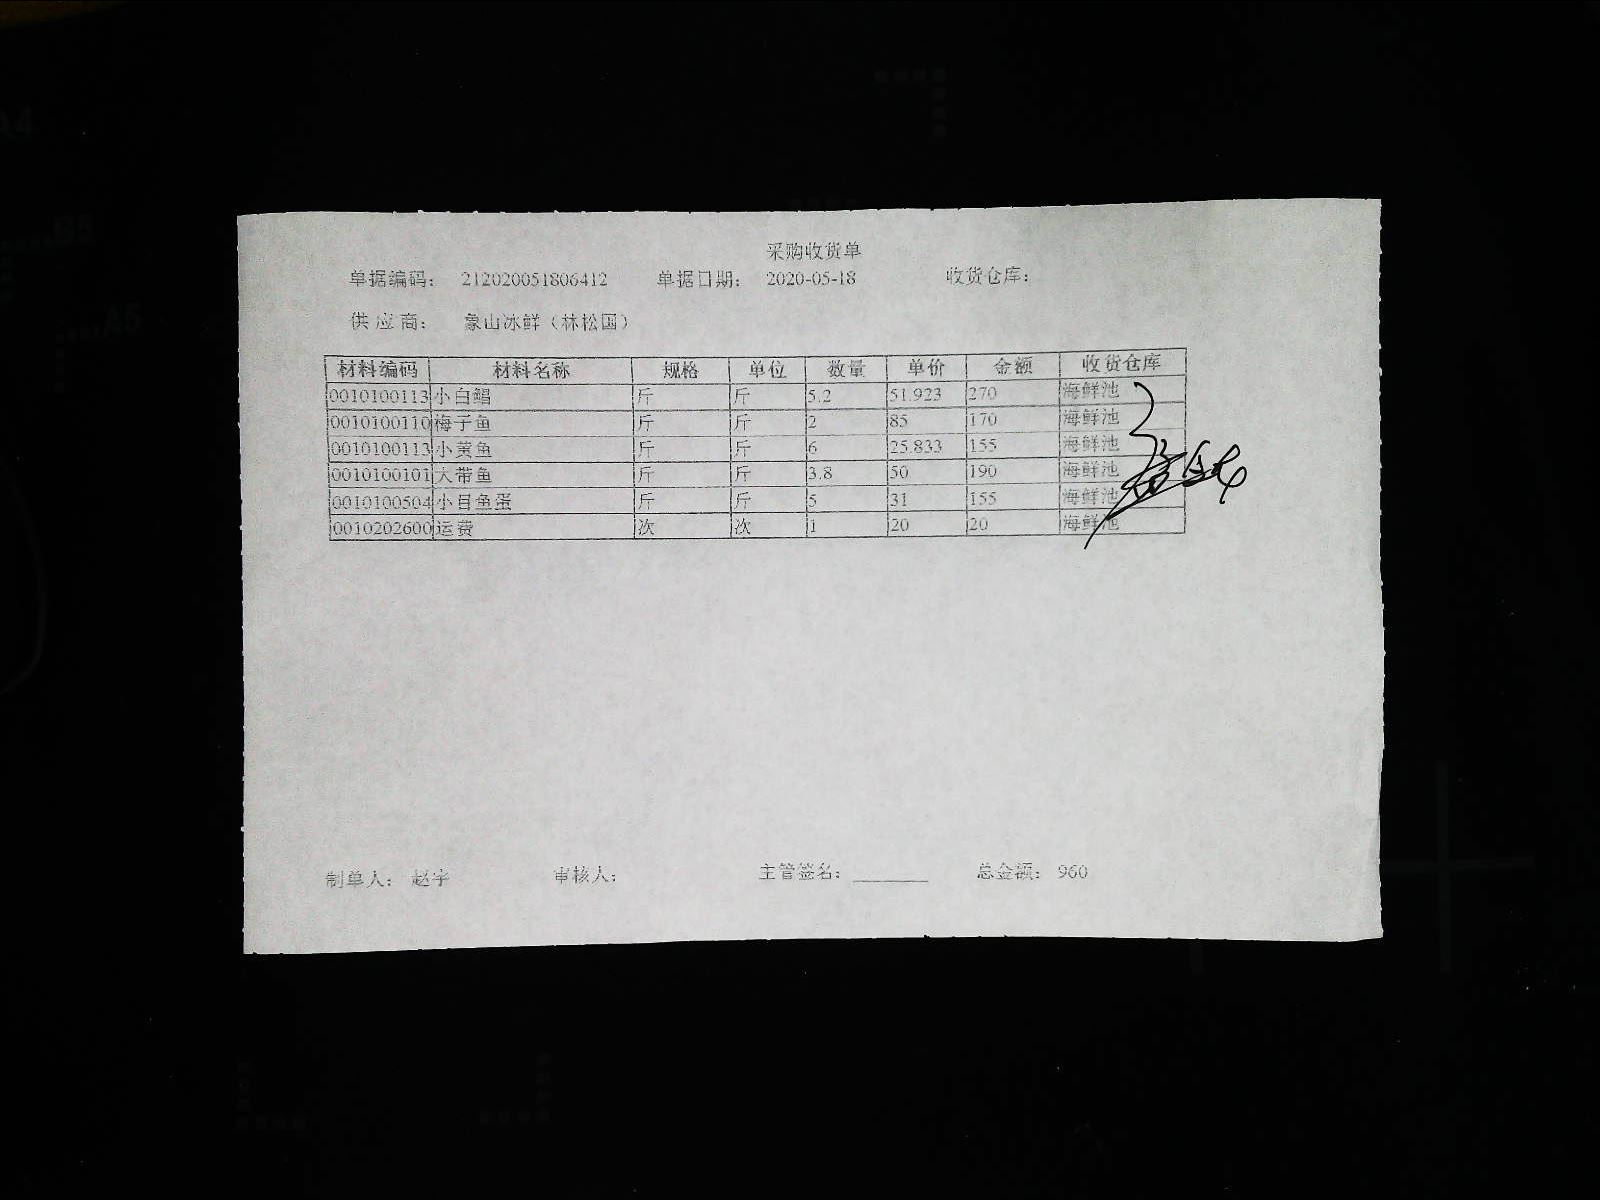 采购收货单
单据编码： 212020051806412 单据日期： 2020-05-18 收货仓库：
供 应 商： 象山冰鲜（林松国）
材料编码 材料名称 规格 单位 数量 单价 金额 收货仓库
0010100113 小白鲳 斤 斤 5.2 51.923 270 海鲜池
0010100110 梅子鱼 斤 斤 2 85 170 海鲜池
0010100113 小黄鱼 斤 斤 6 25.833 155 海鲜池
0010100101 大带鱼 斤 斤 3.8 50 190 海鲜池
0010100504 小目鱼蛋 斤 斤 5 31 155 海鲜池
0010202600 运费 次 次 1 20 20 海鲜池
制单人： 赵宇 审核人： 主管签名： 总金额： 960
A4
B5
A5